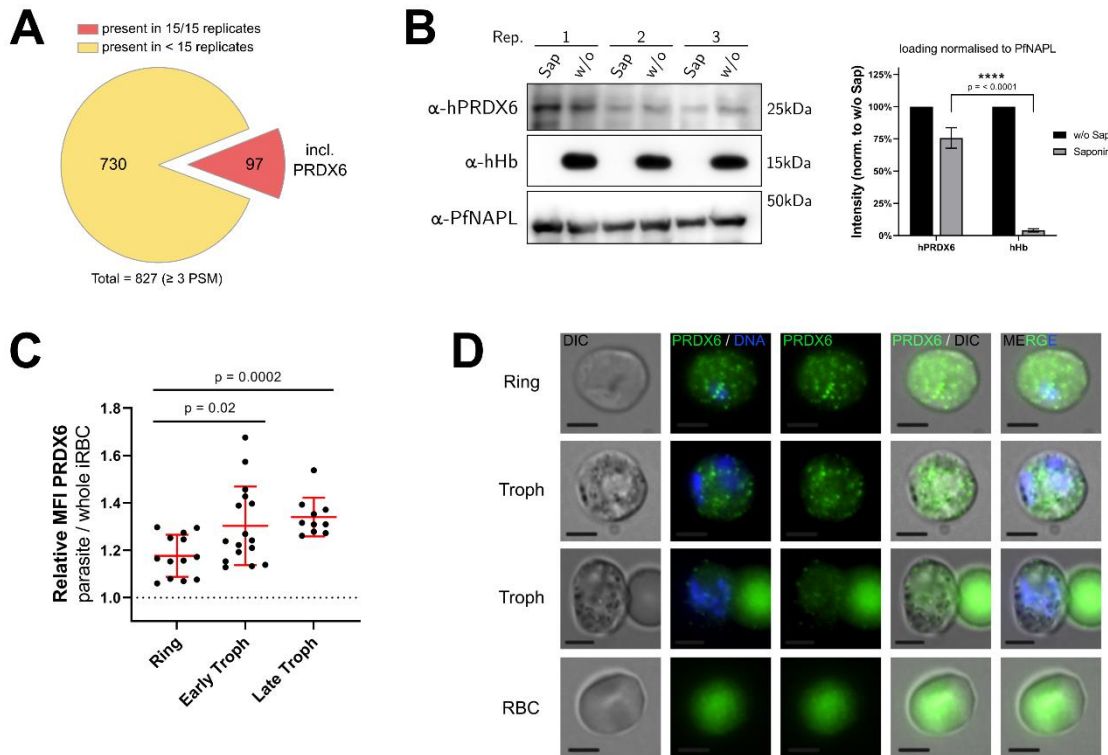 A
present in 15/15 replicates
present in < 15 replicates
730
97
incl.
PRDX6
Total = 827 (≥ 3 PSM)
B
Rep. 1 2 3
Sap w/o Sap w/o Sap w/o
α-hPRDX6
25kDa
α-hHb
15kDa
50kDa
α-PfNAPL
loading normalised to PfNAPL
Intensity (norm. to w/o Sap)
125%
100%
75%
50%
25%
0%
****
p = < 0.0001
hPRDX6 hHb
w/o Sap
Saponin
C
Relative MFI PRDX6
parasite / whole iRBC
p = 0.0002
p = 0.02
1.8
1.6
1.4
1.2
1.0
Ring
Early Troph
Late Troph
D
DIC PRDX6 / DNA PRDX6 PRDX6 / DIC MERGE
Ring
Troph
Troph
RBC